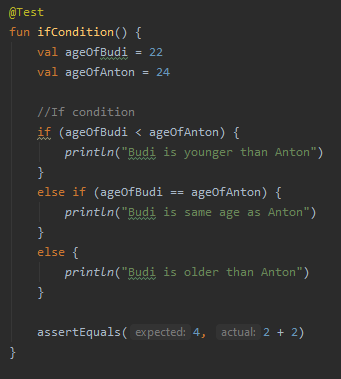 @Test
fun ifCondition() {
val ageOfBudi = 22
val ageOfAnton = 24
//If condition
if (ageOfBudi < ageOfAnton) {
println("Budi is younger than Anton")
}
else if (ageOfBudi == ageOfAnton) {
println("Budi is same age as Anton")
}
else {
println("Budi is older than Anton")
}
assertEquals( expected: 4, actual: 2 + 2)
}